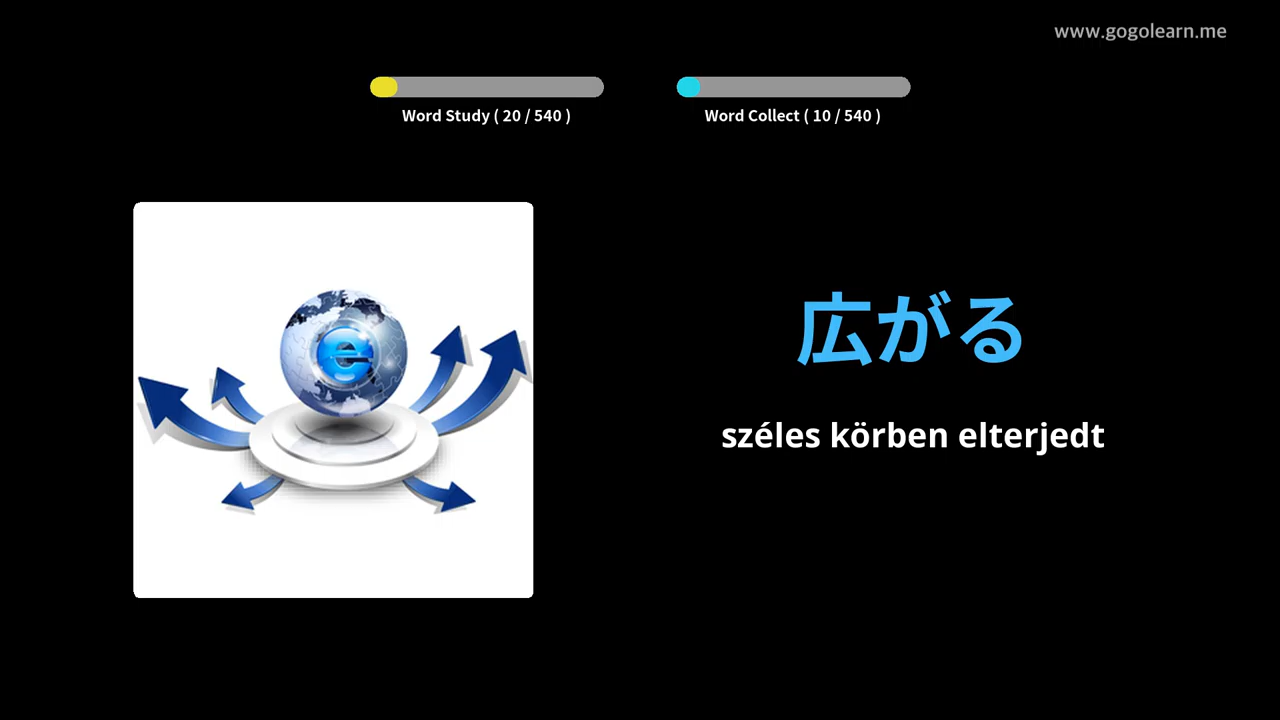 www.gogolearn.me
Word Study ( 20 / 540 )
Word Collect ( 10 / 540 )
e
広がる
széles körben elterjedt